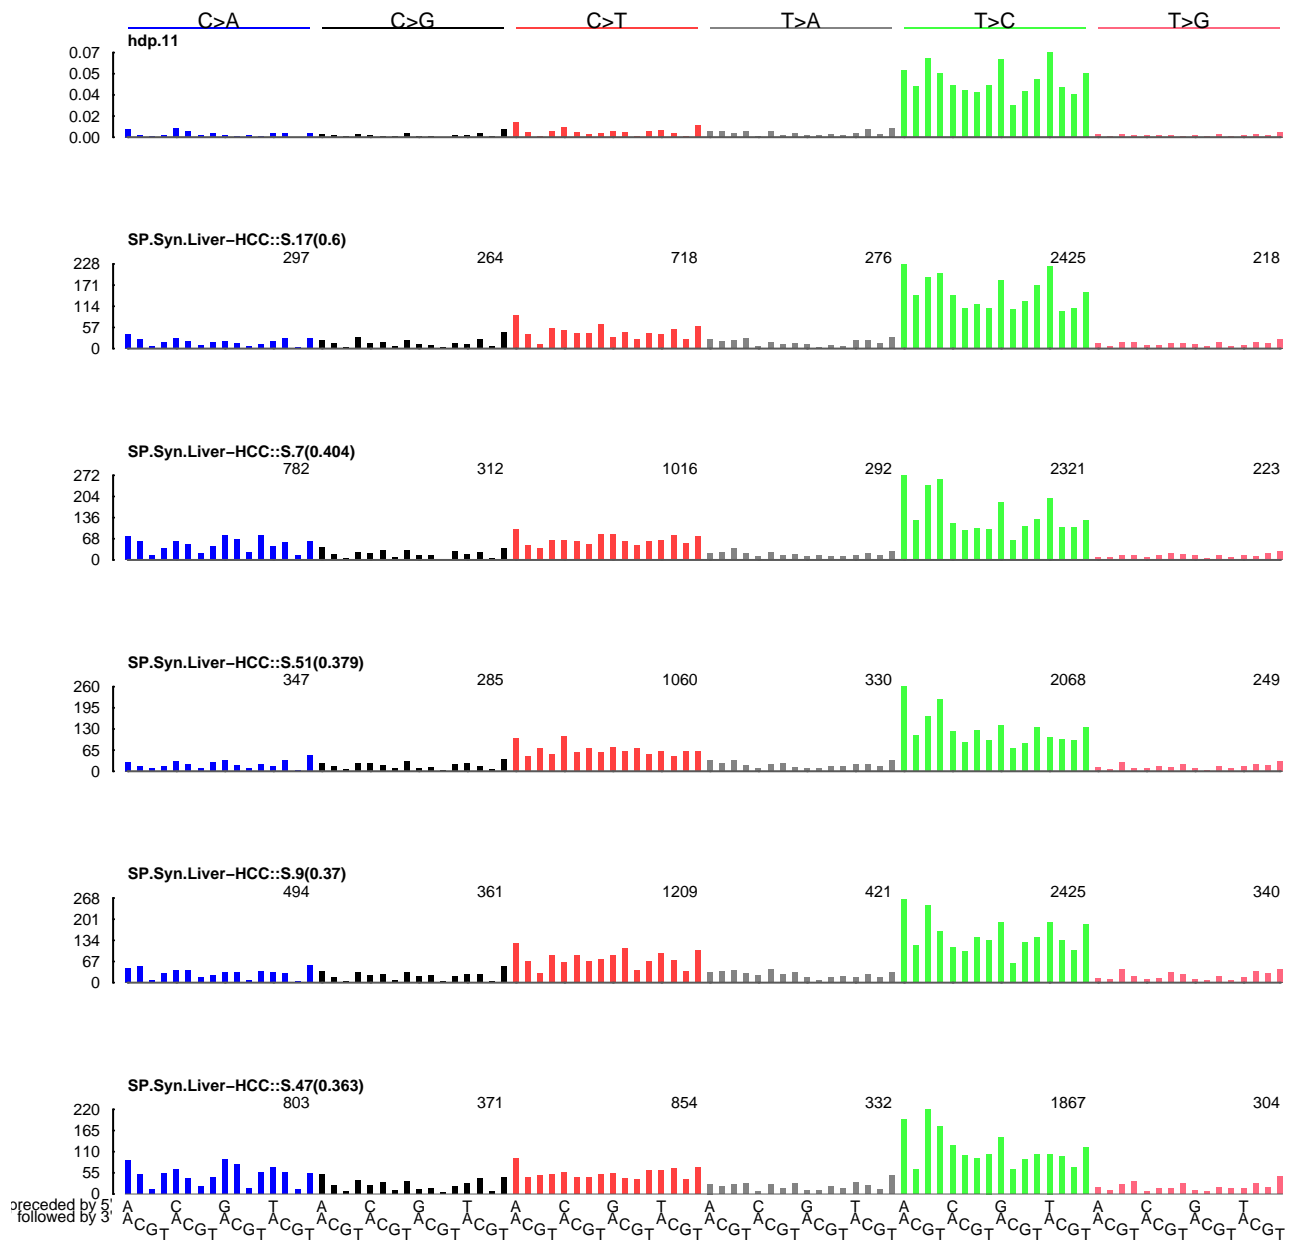 C>A C>G C>T T>A T>C T>G
hdp.11
0.07
0.05
0.04
0.02
0.00
SP.Syn.Liver−HCC::S.17(0.6)
297 264 718 276 2425 218
228
171
114
57
0
SP.Syn.Liver−HCC::S.7(0.404)
782 312 1016 292 2321 223
272
204
136
68
0
SP.Syn.Liver−HCC::S.51(0.379)
347 285 1060 330 2068 249
260
195
130
65
0
SP.Syn.Liver−HCC::S.9(0.37)
494 361 1209 421 2425 340
268
201
134
67
0
SP.Syn.Liver−HCC::S.47(0.363)
803 371 854 332 1867 304
220
165
110
55
0
preceded by 5' A C G T A C G T A C G T A C G T A C G T A C G T
followed by 3' A C G T A C G T A C G T A C G T A C G T A C G T A C G T A C G T A C G T A C G T A C G T A C G T A C G T A C G T A C G T A C G T A C G T A C G T A C G T A C G T A C G T A C G T A C G T A C G T